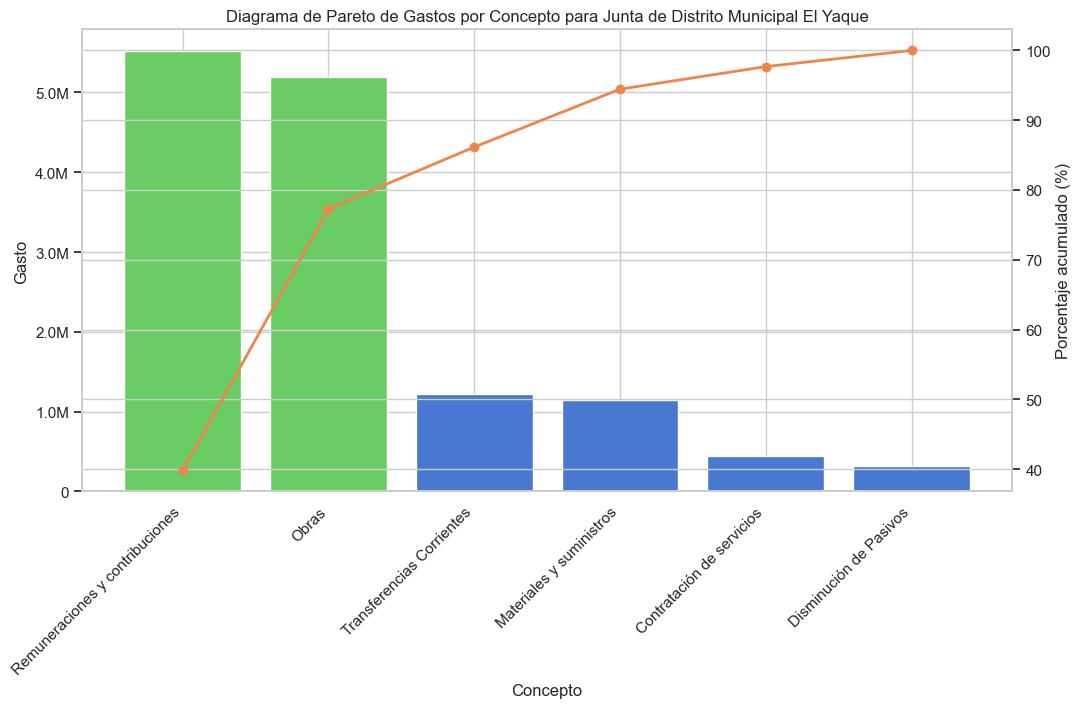 Diagrama de Pareto de Gastos por Concepto para Junta de Distrito Municipal El Yaque
Gasto
5.0M
4.0M
3.0M
2.0M
1.0M
0
100
90
80
70
60
50
40
Porcentaje acumulado (%)
Remuneraciones y contribuciones
Obras
Transferencias Corrientes
Materiales y suministros
Contratación de servicios
Disminución de Pasivos
Concepto